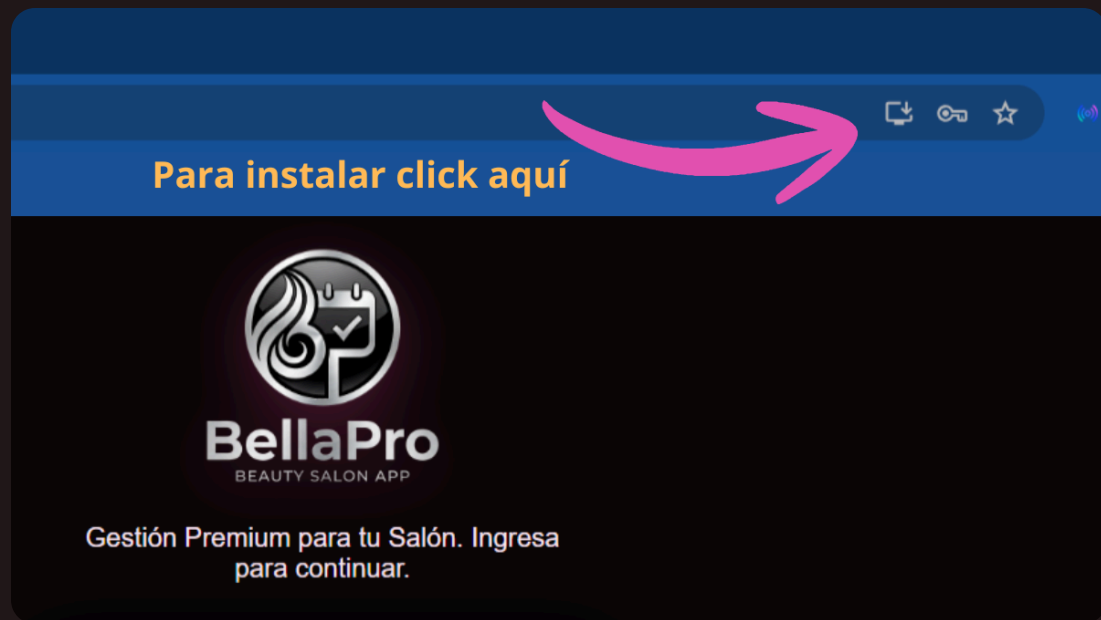 Para instalar click aquí
BellaPro
BEAUTY SALON APP
Gestión Premium para tu Salón. Ingresa
para continuar.